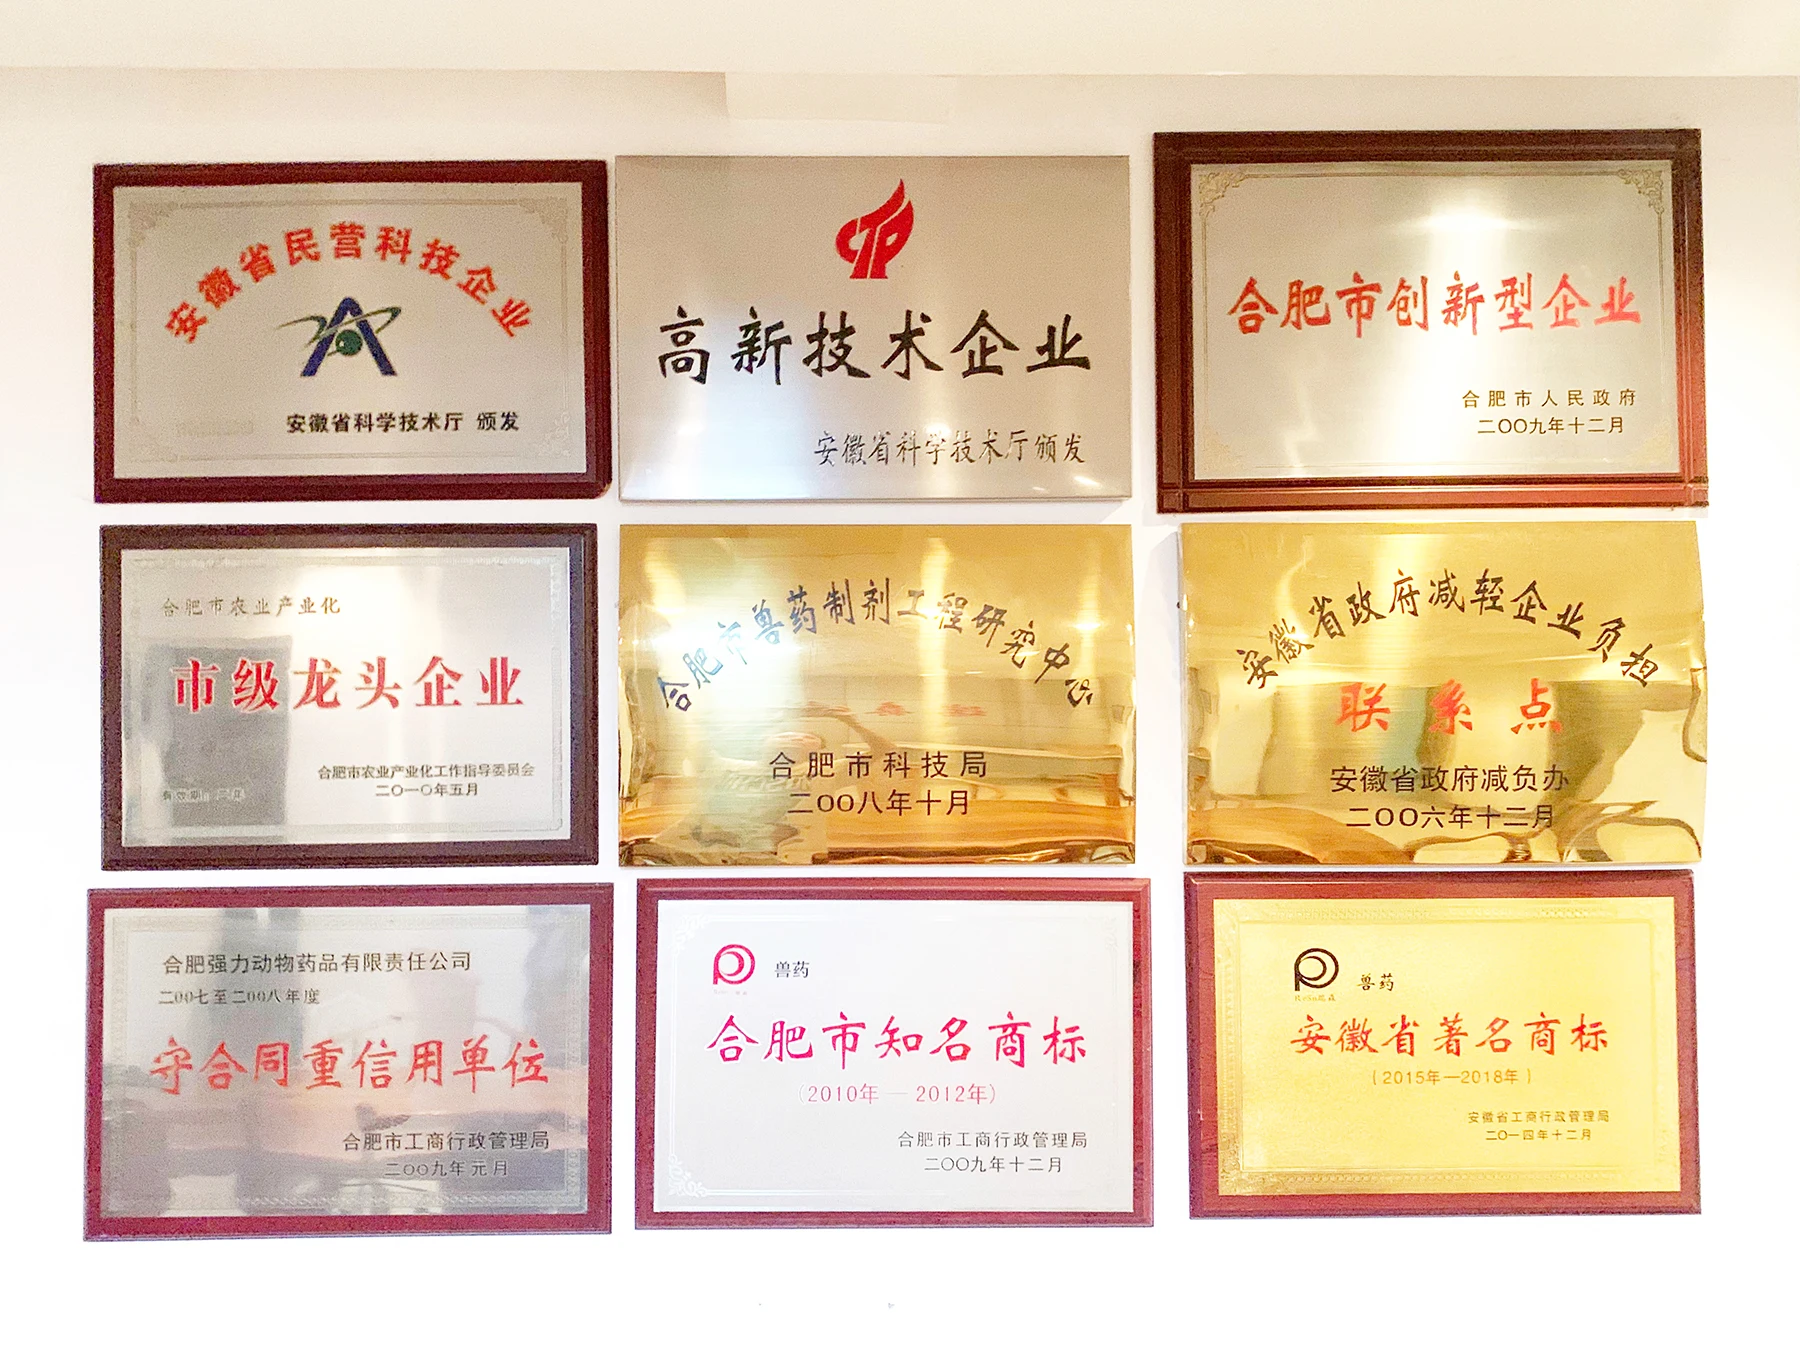 安徽省民营科技企业
安徽省科学技术厅 颁发
高新技术企业
安徽省科学技术厅颁发
合肥市创新型企业
合肥市人民政府
二OO九年十二月
合肥市农业产业化
市级龙头企业
合肥市农业产业化工作指导委员会
二〇一〇年五月
合肥市兽药制剂工程研究中心
合肥市科技局
二OO八年十月
安徽省政府减轻企业负担
联系点
安徽省政府减负办
二OO六年十二月
合肥强力动物药品有限责任公司
二OO七至二OO八年度
守合同重信用单位
合肥市工商行政管理局
二OO九年元月
兽药
合肥市知名商标
(2010年—2012年)
合肥市工商行政管理局
二OO九年十二月
兽药
安徽省著名商标
(2015年—2018年)
安徽省工商行政管理局
二O一四年十二月